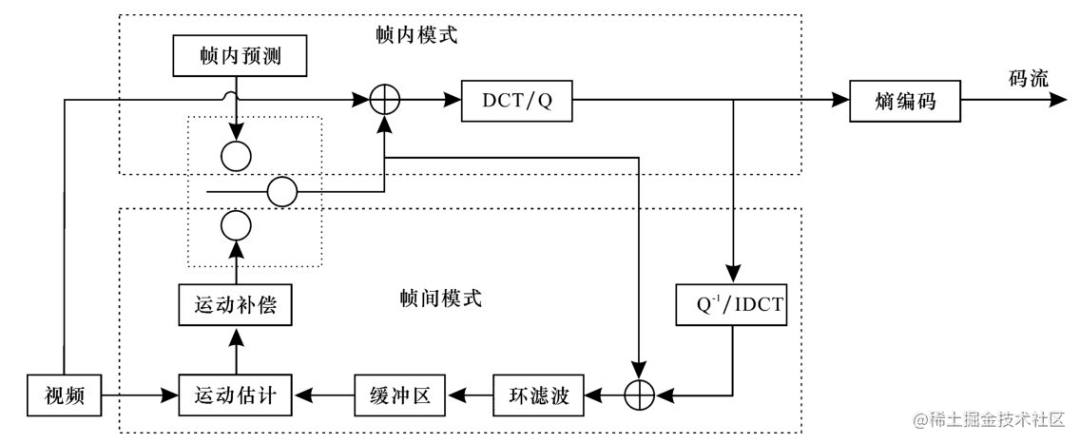 帧内模式
帧内预测
码流
DCT/Q
熵编码
运动补偿
帧间模式
Q⁻¹/IDCT
视频
运动估计
缓冲区
环滤波
@稀土掘金技术社区